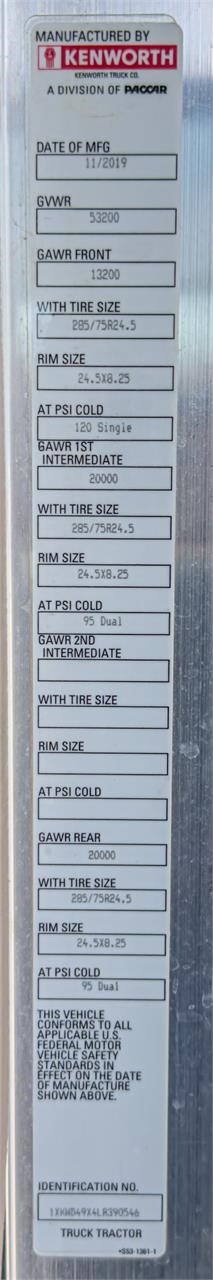 MANUFACTURED BY
KENWORTH
KENWORTH TRUCK CO.
A DIVISION OF PACCAR
DATE OF MFG
11/2019
GVWR
53200
GAWR FRONT
13200
WITH TIRE SIZE
285/75R24.5
RIM SIZE
24.5X8.25
AT PSI COLD
120 Single
GAWR 1ST
INTERMEDIATE
20000
WITH TIRE SIZE
285/75R24.5
RIM SIZE
24.5X8.25
AT PSI COLD
95 Dual
GAWR 2ND
INTERMEDIATE
WITH TIRE SIZE
RIM SIZE
AT PSI COLD
GAWR REAR
20000
WITH TIRE SIZE
285/75R24.5
RIM SIZE
24.5X8.25
AT PSI COLD
95 Dual
THIS VEHICLE
CONFORMS TO ALL
APPLICABLE U.S.
FEDERAL MOTOR
VEHICLE SAFETY
STANDARDS IN
EFFECT ON THE DATE
OF MANUFACTURE
SHOWN ABOVE.
IDENTIFICATION NO.
1XKWD49X4LR390546
TRUCK TRACTOR
+S53-1361-1